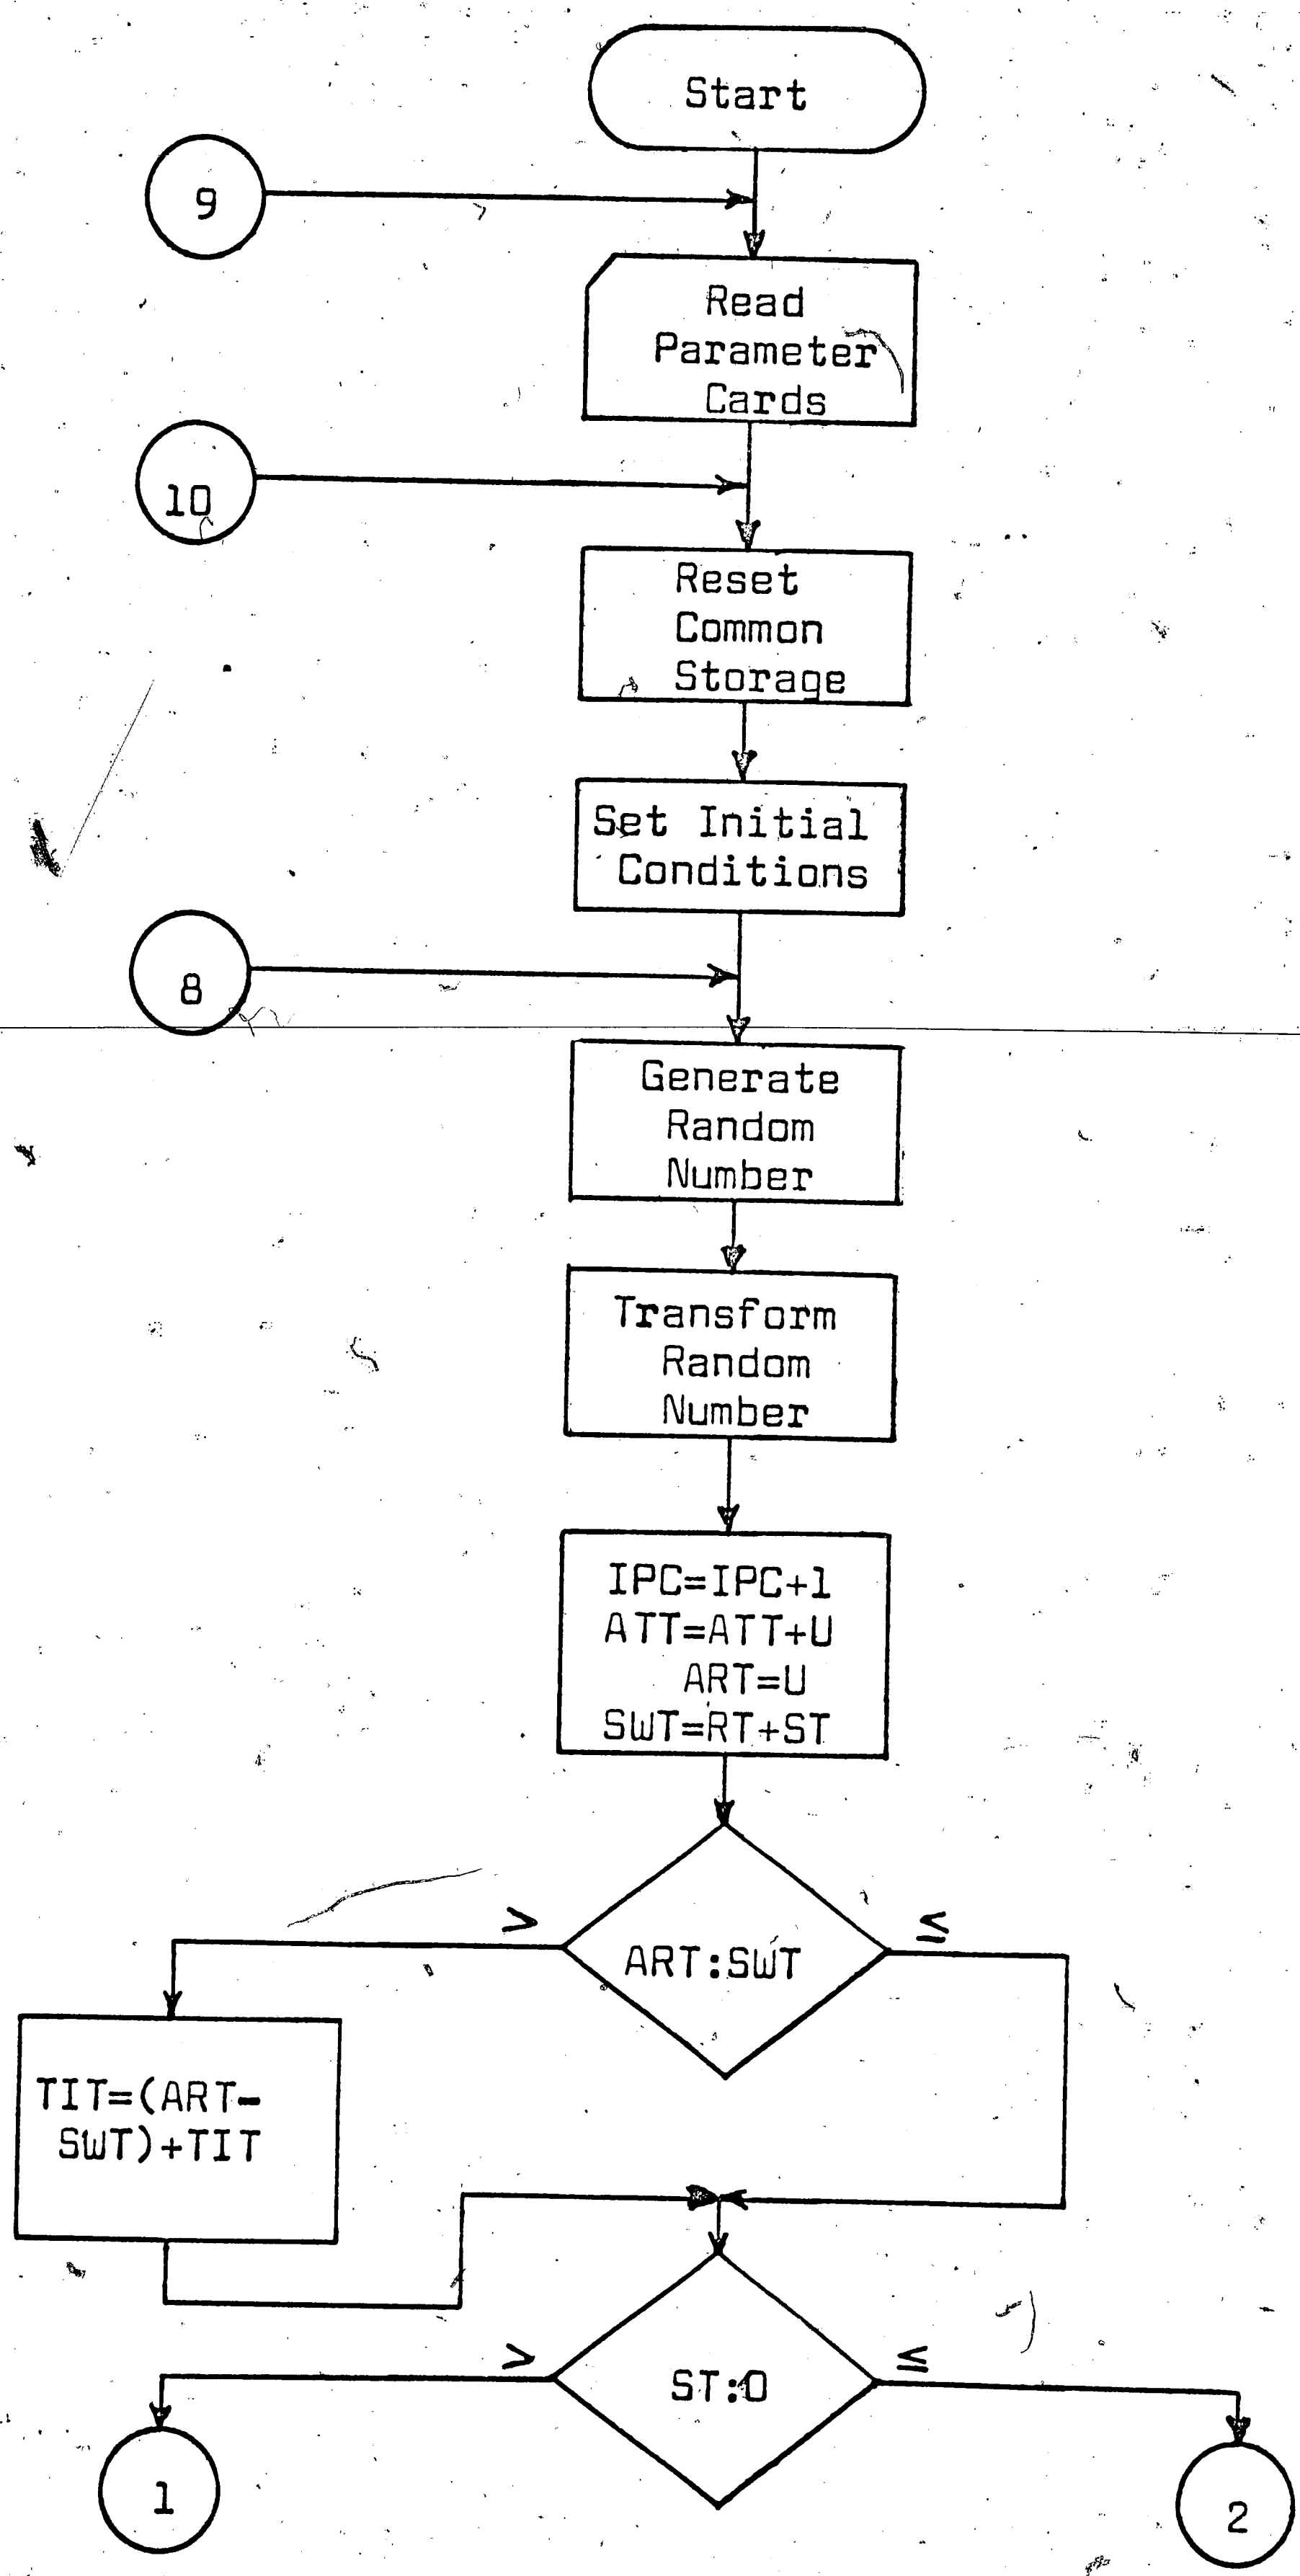 Start
9
Read
Parameter
Cards
10
Reset
Common
Storage
Set Initial
Conditions
8
Generate
Random
Number
Transform
Random
Number
IPC=IPC+1
ATT=ATT+U
ART=U
SWT=RT+ST
>
≤
ART:SWT
TIT=(ART-
SWT)+TIT
>
≤
ST:0
1
2